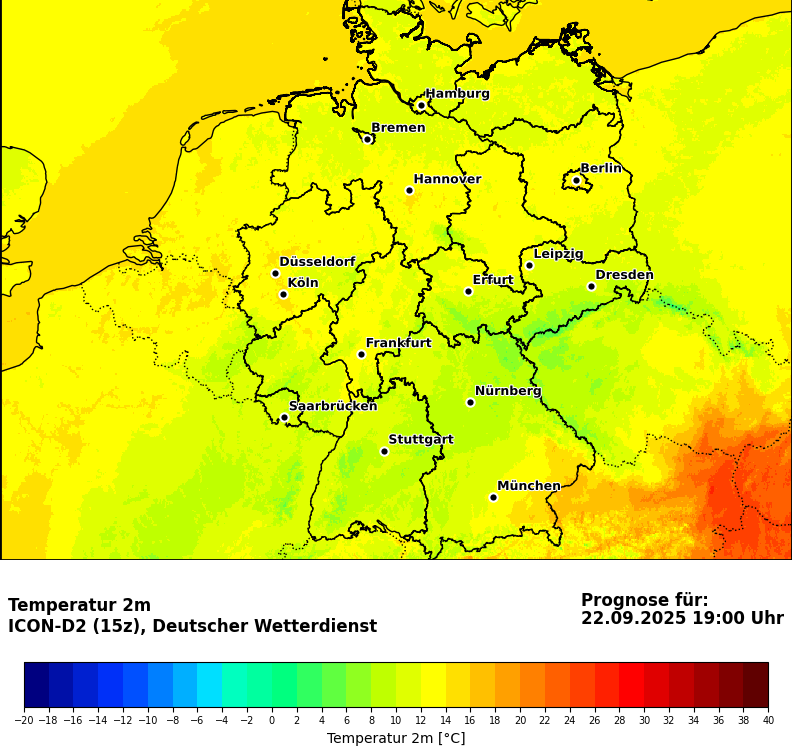 Hamburg
Bremen
Berlin
Hannover
Leipzig
Düsseldorf
Dresden
Köln
Erfurt
Frankfurt
Nürnberg
Saarbrücken
Stuttgart
München
Temperatur 2m
ICON-D2 (15z), Deutscher Wetterdienst
Prognose für:
22.09.2025 19:00 Uhr
−20 −18 −16 −14 −12 −10 −8 −6 −4 −2 0 2 4 6 8 10 12 14 16 18 20 22 24 26 28 30 32 34 36 38 40
Temperatur 2m [°C]